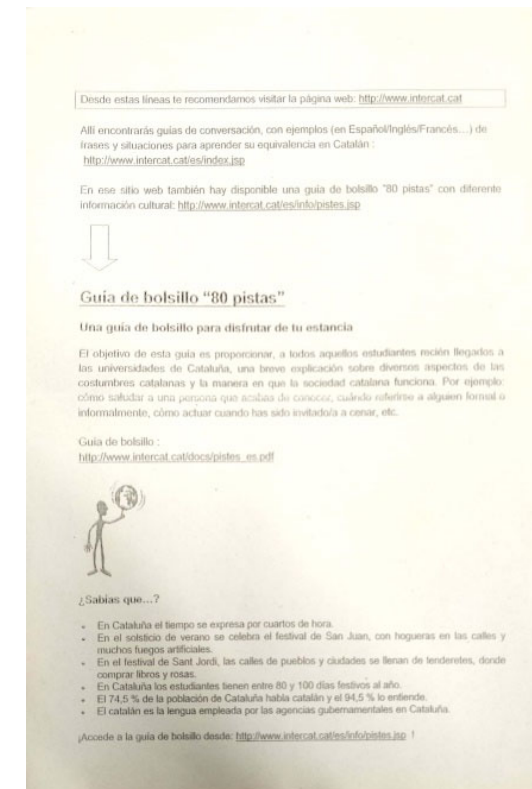 Desde estas líneas te recomendamos visitar la página web: http://www.intercat.cat
Allí encontrarás guías de conversación, con ejemplos (en Español/Inglés/Francés…) de
frases y situaciones para aprender su equivalencia en Catalán :
http://www.intercat.cat/es/index.jsp
En ese sitio web también hay disponible una guía de bolsillo "80 pistas" con diferente
información cultural: http://www.intercat.cat/es/info/pistes.jsp
Guía de bolsillo "80 pistas"
Una guía de bolsillo para disfrutar de tu estancia
El objetivo de esta guía es proporcionar, a todos aquellos estudiantes recién llegados a
las universidades de Cataluña, una breve explicación sobre diversos aspectos de las
costumbres catalanas y la manera en que la sociedad catalana funciona. Por ejemplo:
cómo saludar a una persona que acabas de conocer, cuándo referirse a alguien formal o
informalmente, cómo actuar cuando has sido invitado/a a cenar, etc.
Guía de bolsillo :
http://www.intercat.cat/docs/pistes_es.pdf
¿Sabías que…?
- En Cataluña el tiempo se expresa por cuartos de hora.
- En el solsticio de verano se celebra el festival de San Juan, con hogueras en las calles y
muchos fuegos artificiales.
- En el festival de Sant Jordi, las calles de pueblos y ciudades se llenan de tenderetes, donde
comprar libros y rosas.
- En Cataluña los estudiantes tienen entre 80 y 100 días festivos al año.
- El 74,5 % de la población de Cataluña habla catalán y el 94,5 % lo entiende.
- El catalán es la lengua empleada por las agencias gubernamentales en Cataluña.
¡Accede a la guía de bolsillo desde: http://www.intercat.cat/es/info/pistes.jsp !